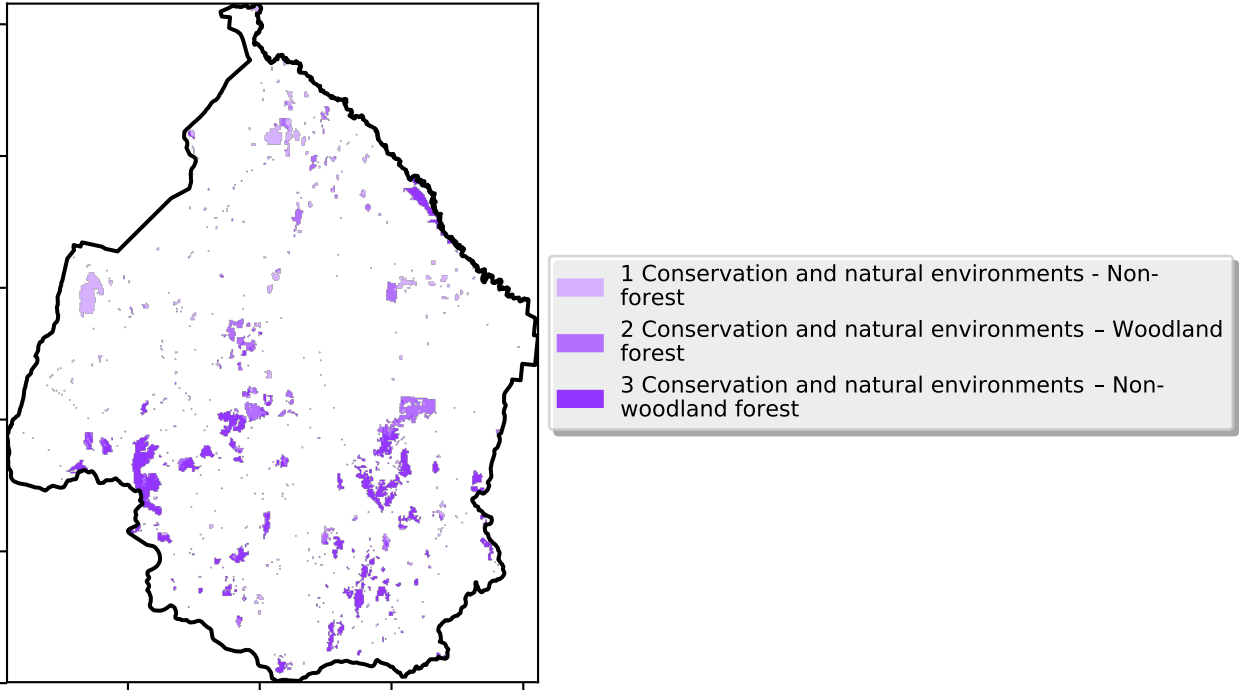 1 Conservation and natural environments - Non-
forest
2 Conservation and natural environments – Woodland
forest
3 Conservation and natural environments – Non-
woodland forest